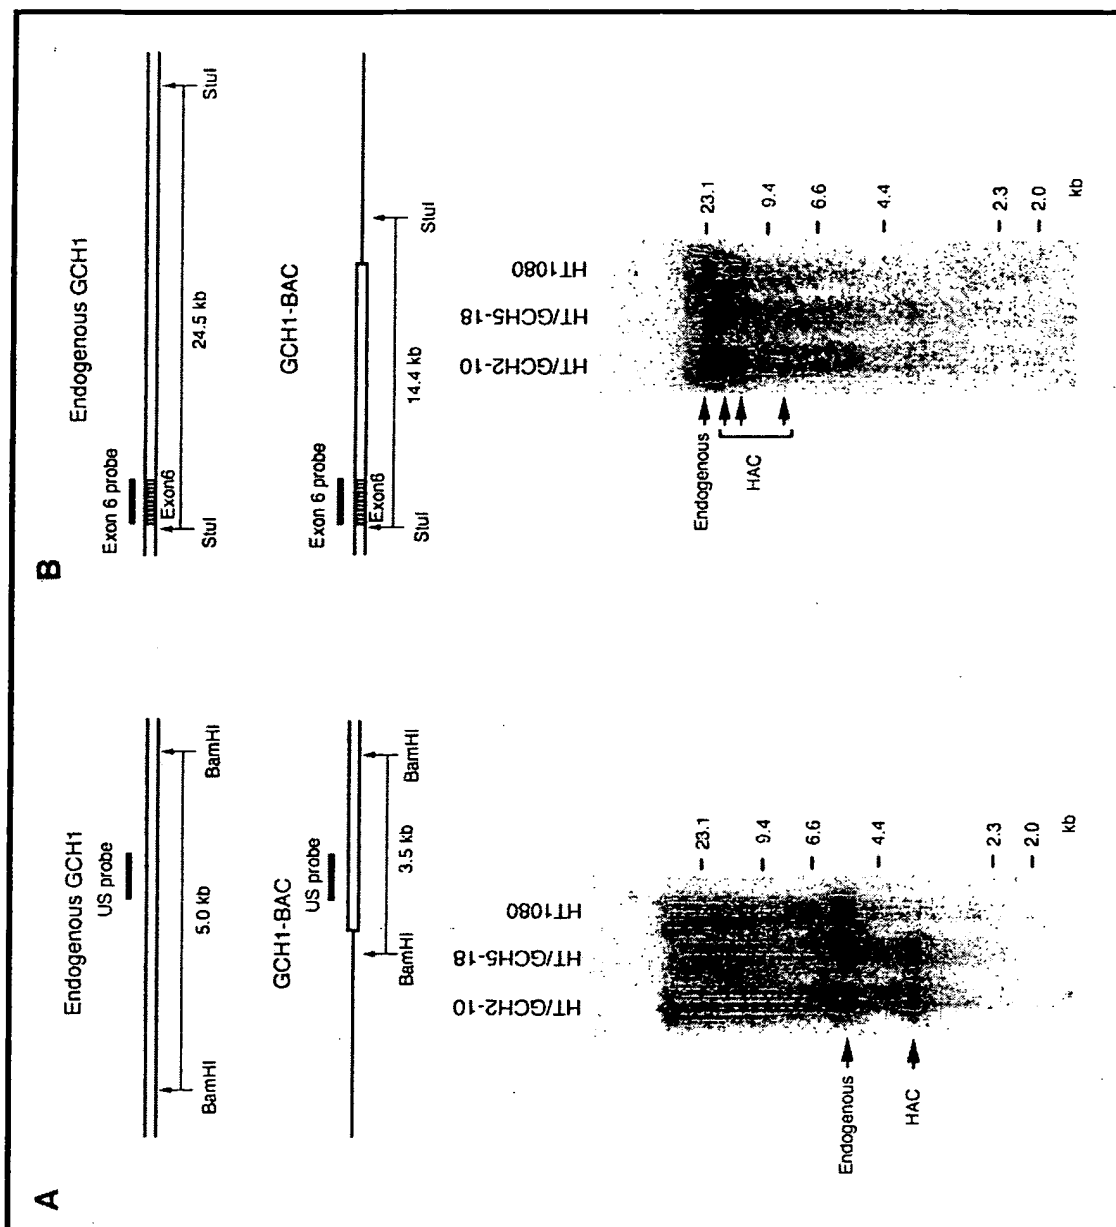 A
Endogenous GCH1
US probe
BamHI
BamHI
5.0 kb
GCH1-BAC
US probe
BamHI
BamHI
3.5 kb
HT/GCH2-10
HT/GCH5-18
HT1080
23.1
9.4
6.6
4.4
2.3
2.0
kb
Endogenous
HAC
B
Endogenous GCH1
Exon 6 probe
Exon6
StuI
StuI
24.5 kb
GCH1-BAC
Exon 6 probe
Exon6
StuI
StuI
14.4 kb
HT/GCH2-10
HT/GCH5-18
HT1080
23.1
9.4
6.6
4.4
2.3
2.0
kb
Endogenous
HAC